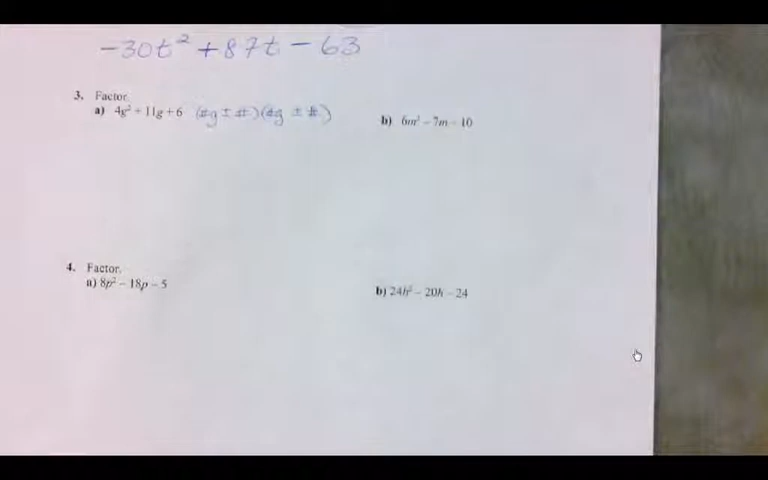 -30t² + 87t - 63
3. Factor.
a) 4g² + 11g + 6 (#g ± #)(#g ± #)
b) 6m² - 7m - 10
4. Factor.
a) 8p² - 18p - 5
b) 24h² - 20h - 24